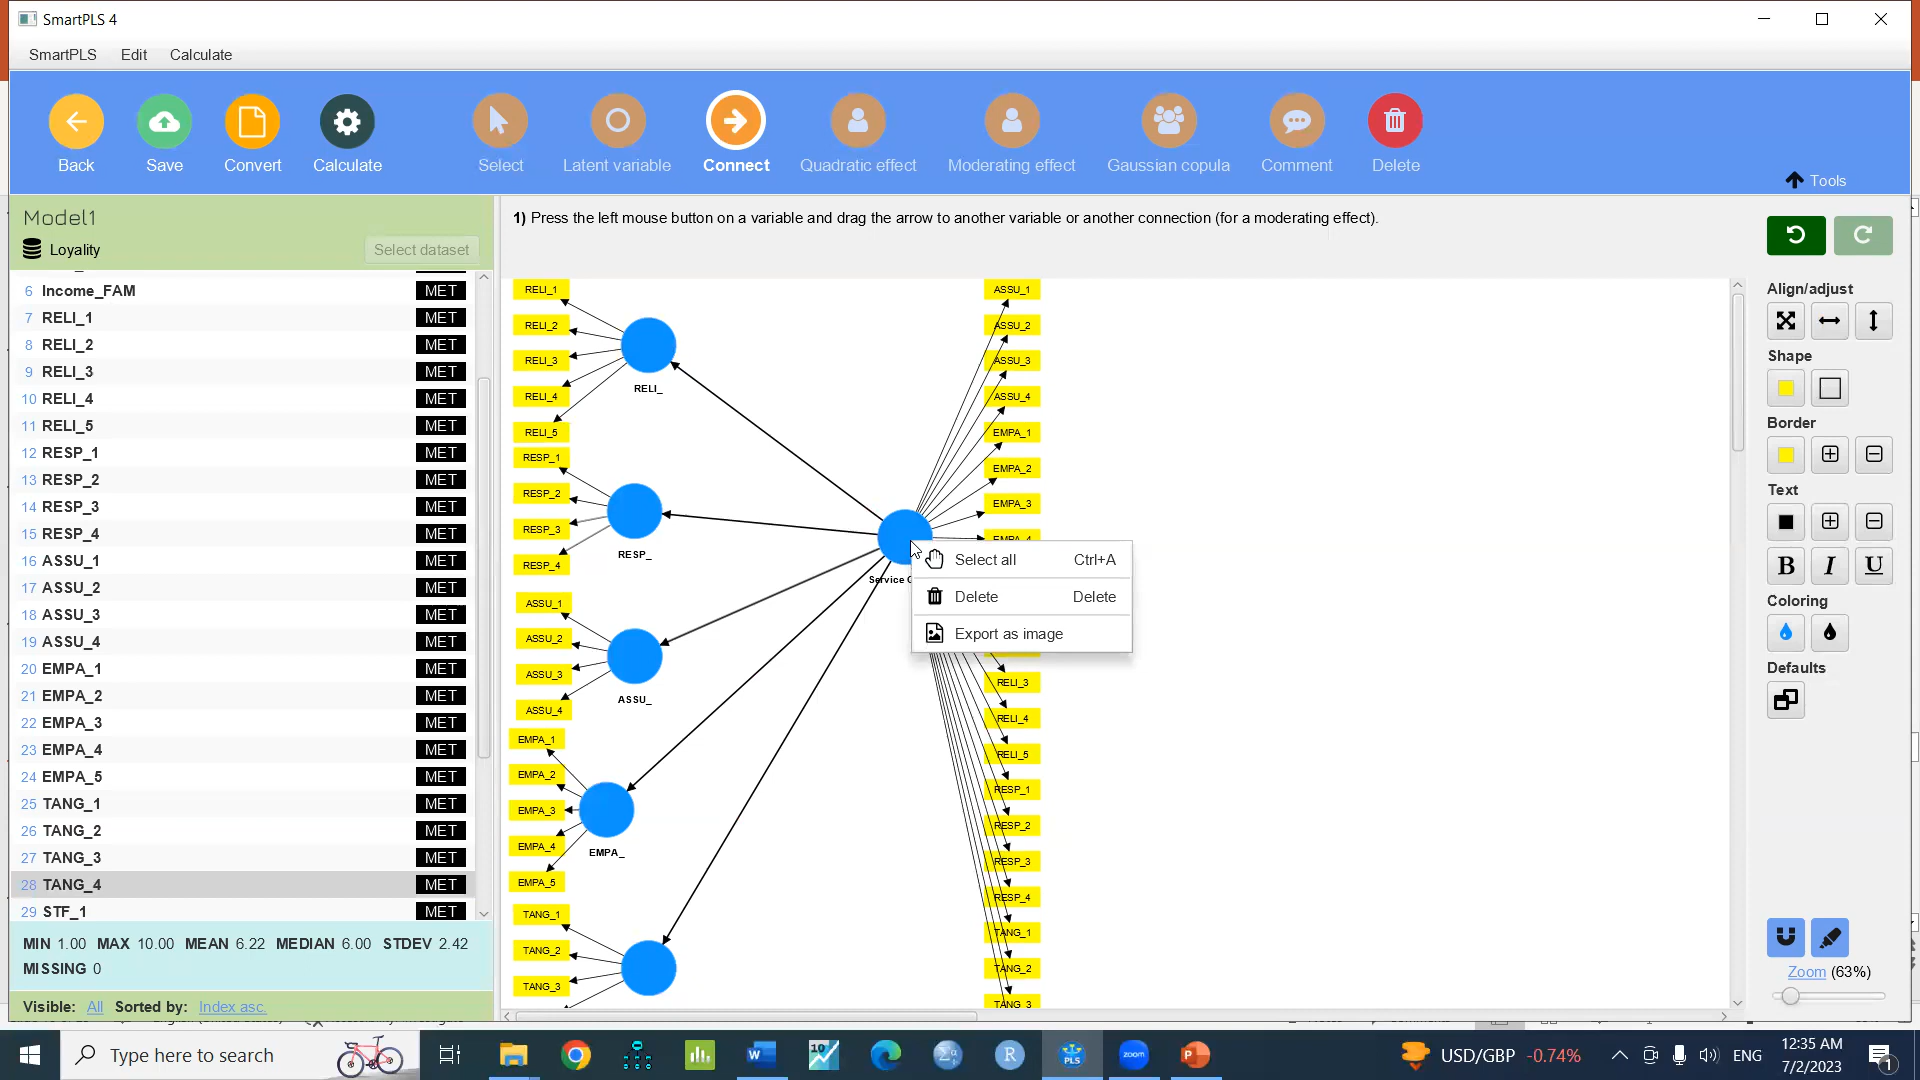 SmartPLS 4
SmartPLS Edit Calculate
Back Save Convert Calculate Select Latent variable Connect Quadratic effect Moderating effect Gaussian copula Comment Delete
Tools
Model1
Loyality Select dataset
1) Press the left mouse button on a variable and drag the arrow to another variable or another connection (for a moderating effect).
6 Income_FAM MET
7 RELI_1 MET
8 RELI_2 MET
9 RELI_3 MET
10 RELI_4 MET
11 RELI_5 MET
12 RESP_1 MET
13 RESP_2 MET
14 RESP_3 MET
15 RESP_4 MET
16 ASSU_1 MET
17 ASSU_2 MET
18 ASSU_3 MET
19 ASSU_4 MET
20 EMPA_1 MET
21 EMPA_2 MET
22 EMPA_3 MET
23 EMPA_4 MET
24 EMPA_5 MET
25 TANG_1 MET
26 TANG_2 MET
27 TANG_3 MET
28 TANG_4 MET
29 STF_1 MET
MIN 1.00 MAX 10.00 MEAN 6.22 MEDIAN 6.00 STDEV 2.42
MISSING 0
Visible: All Sorted by: Index asc.
RELI_1
RELI_2
RELI_3
RELI_4
RELI_5
RELI_
RESP_1
RESP_2
RESP_3
RESP_4
RESP_
ASSU_1
ASSU_2
ASSU_3
ASSU_4
ASSU_
EMPA_1
EMPA_2
EMPA_3
EMPA_4
EMPA_5
EMPA_
TANG_1
TANG_2
TANG_3
Service
ASSU_1
ASSU_2
ASSU_3
ASSU_4
EMPA_1
EMPA_2
EMPA_3
EMPA_4
RELI_3
RELI_4
RELI_5
RESP_1
RESP_2
RESP_3
RESP_4
TANG_1
TANG_2
TANG_3
Select all Ctrl+A
Delete Delete
Export as image
Align/adjust
Shape
Border
Text
B I U
Coloring
Defaults
Zoom (63%)
Type here to search
USD/GBP -0.74%
ENG
12:35 AM
7/2/2023
1